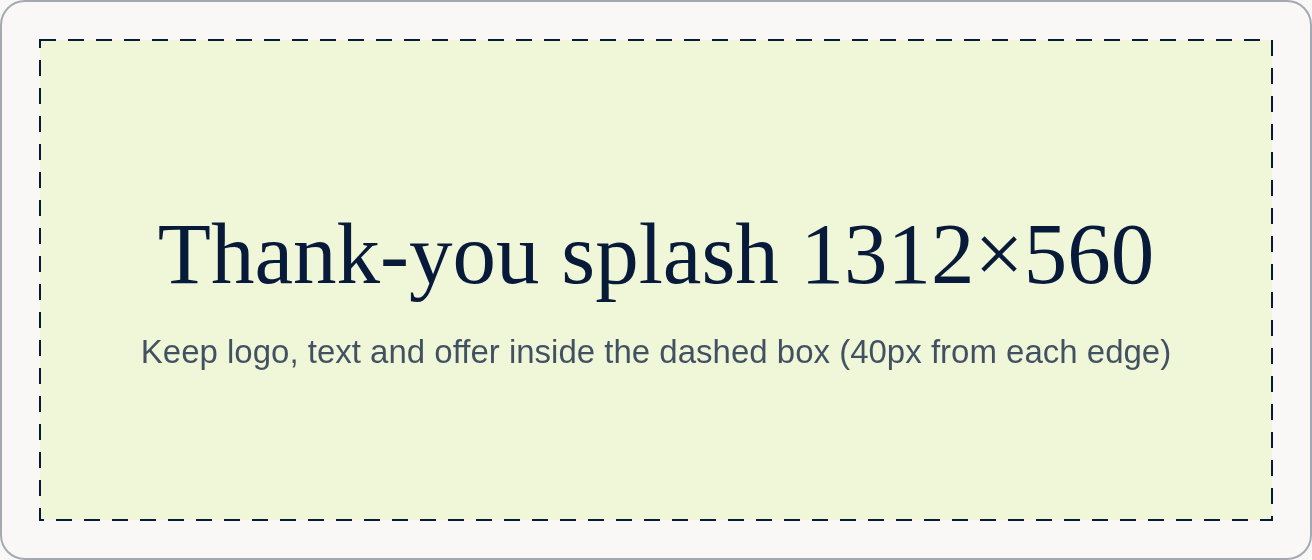 Thank-you splash 1312×560
Keep logo, text and offer inside the dashed box (40px from each edge)